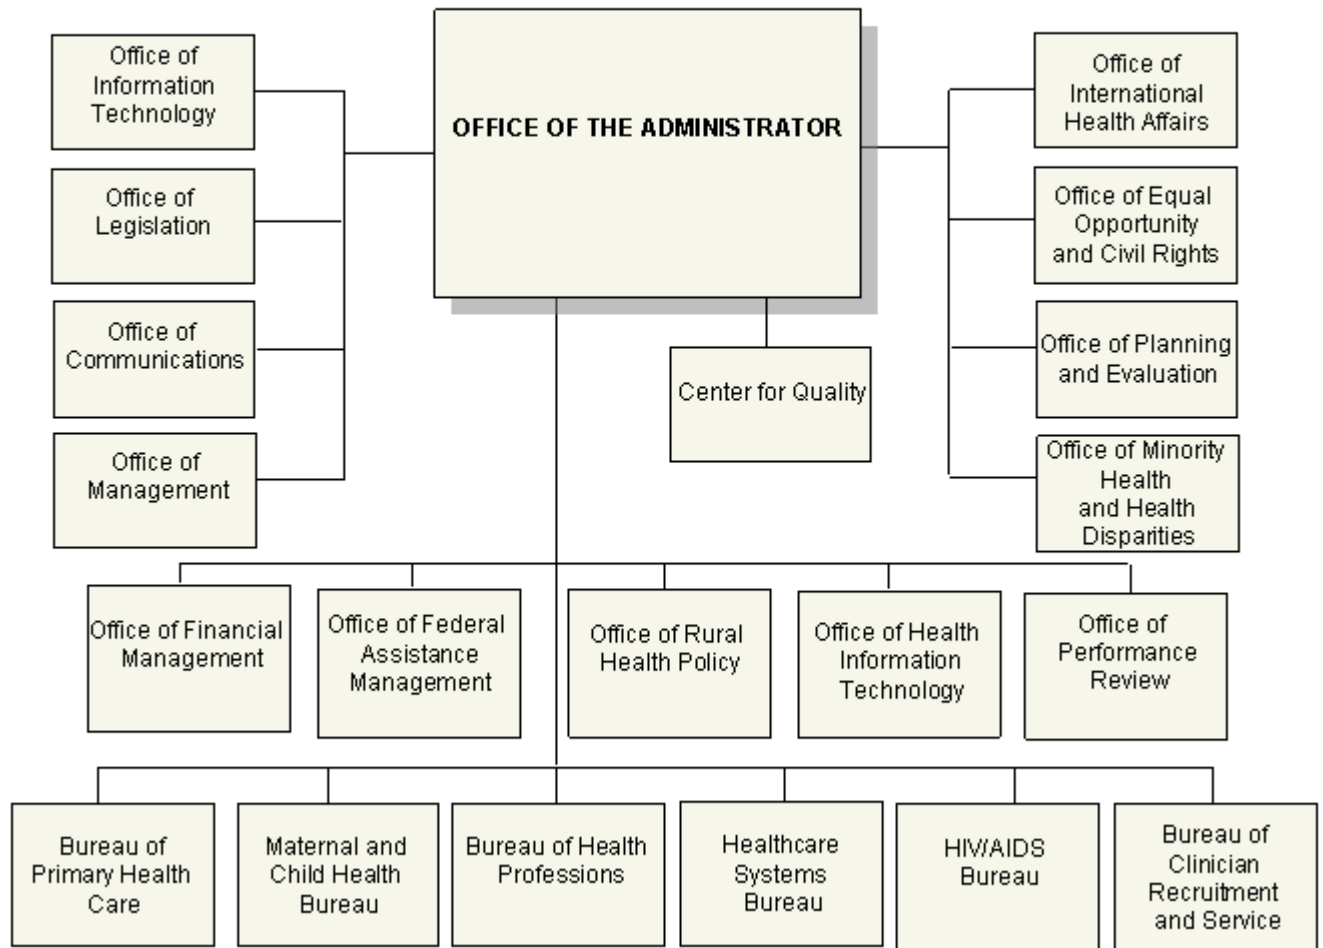 OFFICE OF THE ADMINISTRATOR
Office of
Information
Technology
Office of
Legislation
Office of
Communications
Office of
Management
Office of
International
Health Affairs
Office of Equal
Opportunity
and Civil Rights
Office of Planning
and Evaluation
Office of Minority
Health
and Health
Disparities
Center for Quality
Office of Financial
Management
Office of Federal
Assistance
Management
Office of Rural
Health Policy
Office of Health
Information
Technology
Office of
Performance
Review
Bureau of
Primary Health
Care
Maternal and
Child Health
Bureau
Bureau of Health
Professions
Healthcare
Systems
Bureau
HIV/AIDS
Bureau
Bureau of
Clinician
Recruitment
and Service